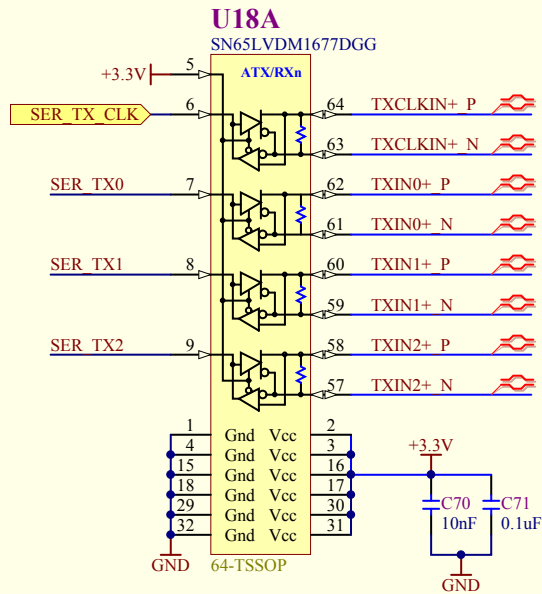 U18A
SN65LVDM1677DGG
+3.3V 5 ATX/RXn
SER_TX_CLK 6 64 TXCLKIN+_P
63 TXCLKIN+_N
SER_TX0 7 62 TXIN0+_P
61 TXIN0+_N
SER_TX1 8 60 TXIN1+_P
59 TXIN1+_N
SER_TX2 9 58 TXIN2+_P
57 TXIN2+_N
1 Gnd Vcc 2
4 Gnd Vcc 3
15 Gnd Vcc 16
18 Gnd Vcc 17
29 Gnd Vcc 30
32 Gnd Vcc 31
+3.3V
C70 C71
10nF 0.1uF
GND 64-TSSOP
GND